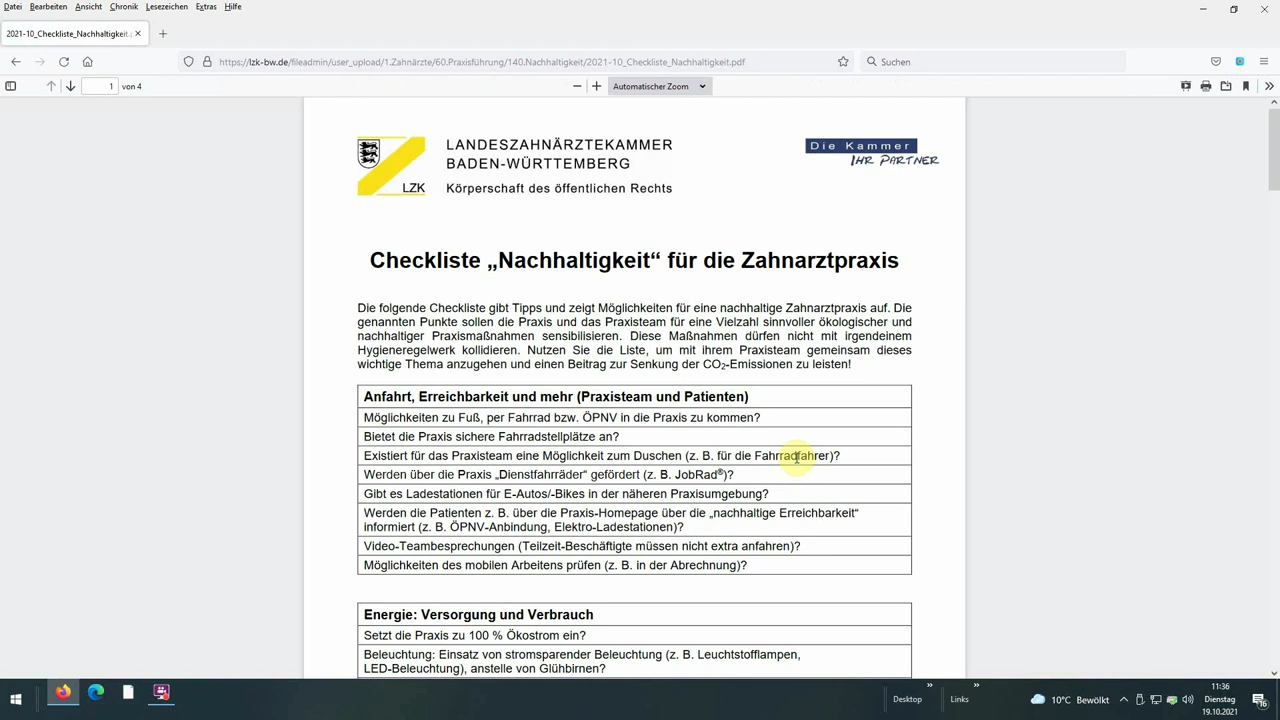 Datei Bearbeiten Ansicht Chronik Lesezeichen Extras Hilfe
2021-10_Checkliste_Nachhaltigkeit.p
https://lzk-bw.de/fileadmin/user_upload/1.Zahnärzte/60.Praxisführung/140.Nachhaltigkeit/2021-10_Checkliste_Nachhaltigkeit.pdf
Suchen
1 von 4
Automatischer Zoom
LANDESZAHNÄRZTEKAMMER
BADEN-WÜRTTEMBERG
Körperschaft des öffentlichen Rechts
LZK
Die Kammer
IHR PARTNER
Checkliste „Nachhaltigkeit“ für die Zahnarztpraxis
Die folgende Checkliste gibt Tipps und zeigt Möglichkeiten für eine nachhaltige Zahnarztpraxis auf. Die
genannten Punkte sollen die Praxis und das Praxisteam für eine Vielzahl sinnvoller ökologischer und
nachhaltiger Praxismaßnahmen sensibilisieren. Diese Maßnahmen dürfen nicht mit irgendeinem
Hygieneregelwerk kollidieren. Nutzen Sie die Liste, um mit ihrem Praxisteam gemeinsam dieses
wichtige Thema anzugehen und einen Beitrag zur Senkung der CO₂-Emissionen zu leisten!
Anfahrt, Erreichbarkeit und mehr (Praxisteam und Patienten)
Möglichkeiten zu Fuß, per Fahrrad bzw. ÖPNV in die Praxis zu kommen?
Bietet die Praxis sichere Fahrradstellplätze an?
Existiert für das Praxisteam eine Möglichkeit zum Duschen (z. B. für die Fahrradfahrer)?
Werden über die Praxis „Dienstfahrräder“ gefördert (z. B. JobRad®)?
Gibt es Ladestationen für E-Autos/-Bikes in der näheren Praxisumgebung?
Werden die Patienten z. B. über die Praxis-Homepage über die „nachhaltige Erreichbarkeit“
informiert (z. B. ÖPNV-Anbindung, Elektro-Ladestationen)?
Video-Teambesprechungen (Teilzeit-Beschäftigte müssen nicht extra anfahren)?
Möglichkeiten des mobilen Arbeitens prüfen (z. B. in der Abrechnung)?
Energie: Versorgung und Verbrauch
Setzt die Praxis zu 100 % Ökostrom ein?
Beleuchtung: Einsatz von stromsparender Beleuchtung (z. B. Leuchtstofflampen,
LED-Beleuchtung), anstelle von Glühbirnen?
Desktop
Links
10°C Bewölkt
11:36
Dienstag
19.10.2021
16